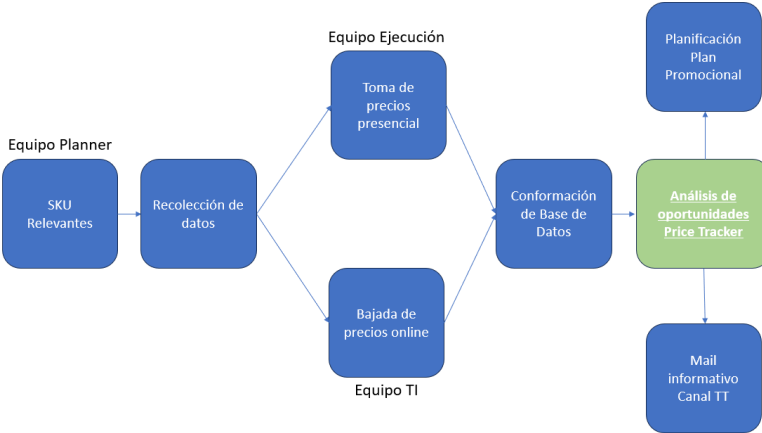 Equipo Planner
SKU
Relevantes
Recolección de
datos
Equipo Ejecución
Toma de
precios
presencial
Bajada de
precios online
Equipo TI
Conformación
de Base de
Datos
Análisis de
oportunidades
Price Tracker
Planificación
Plan
Promocional
Mail
informativo
Canal TT